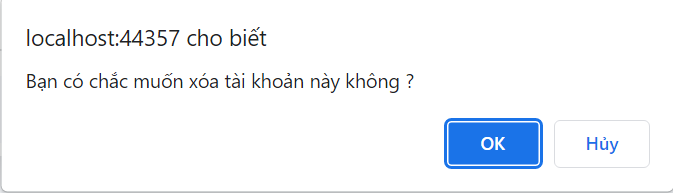 localhost:44357 cho biết
Bạn có chắc muốn xóa tài khoản này không ?
OK
Hủy